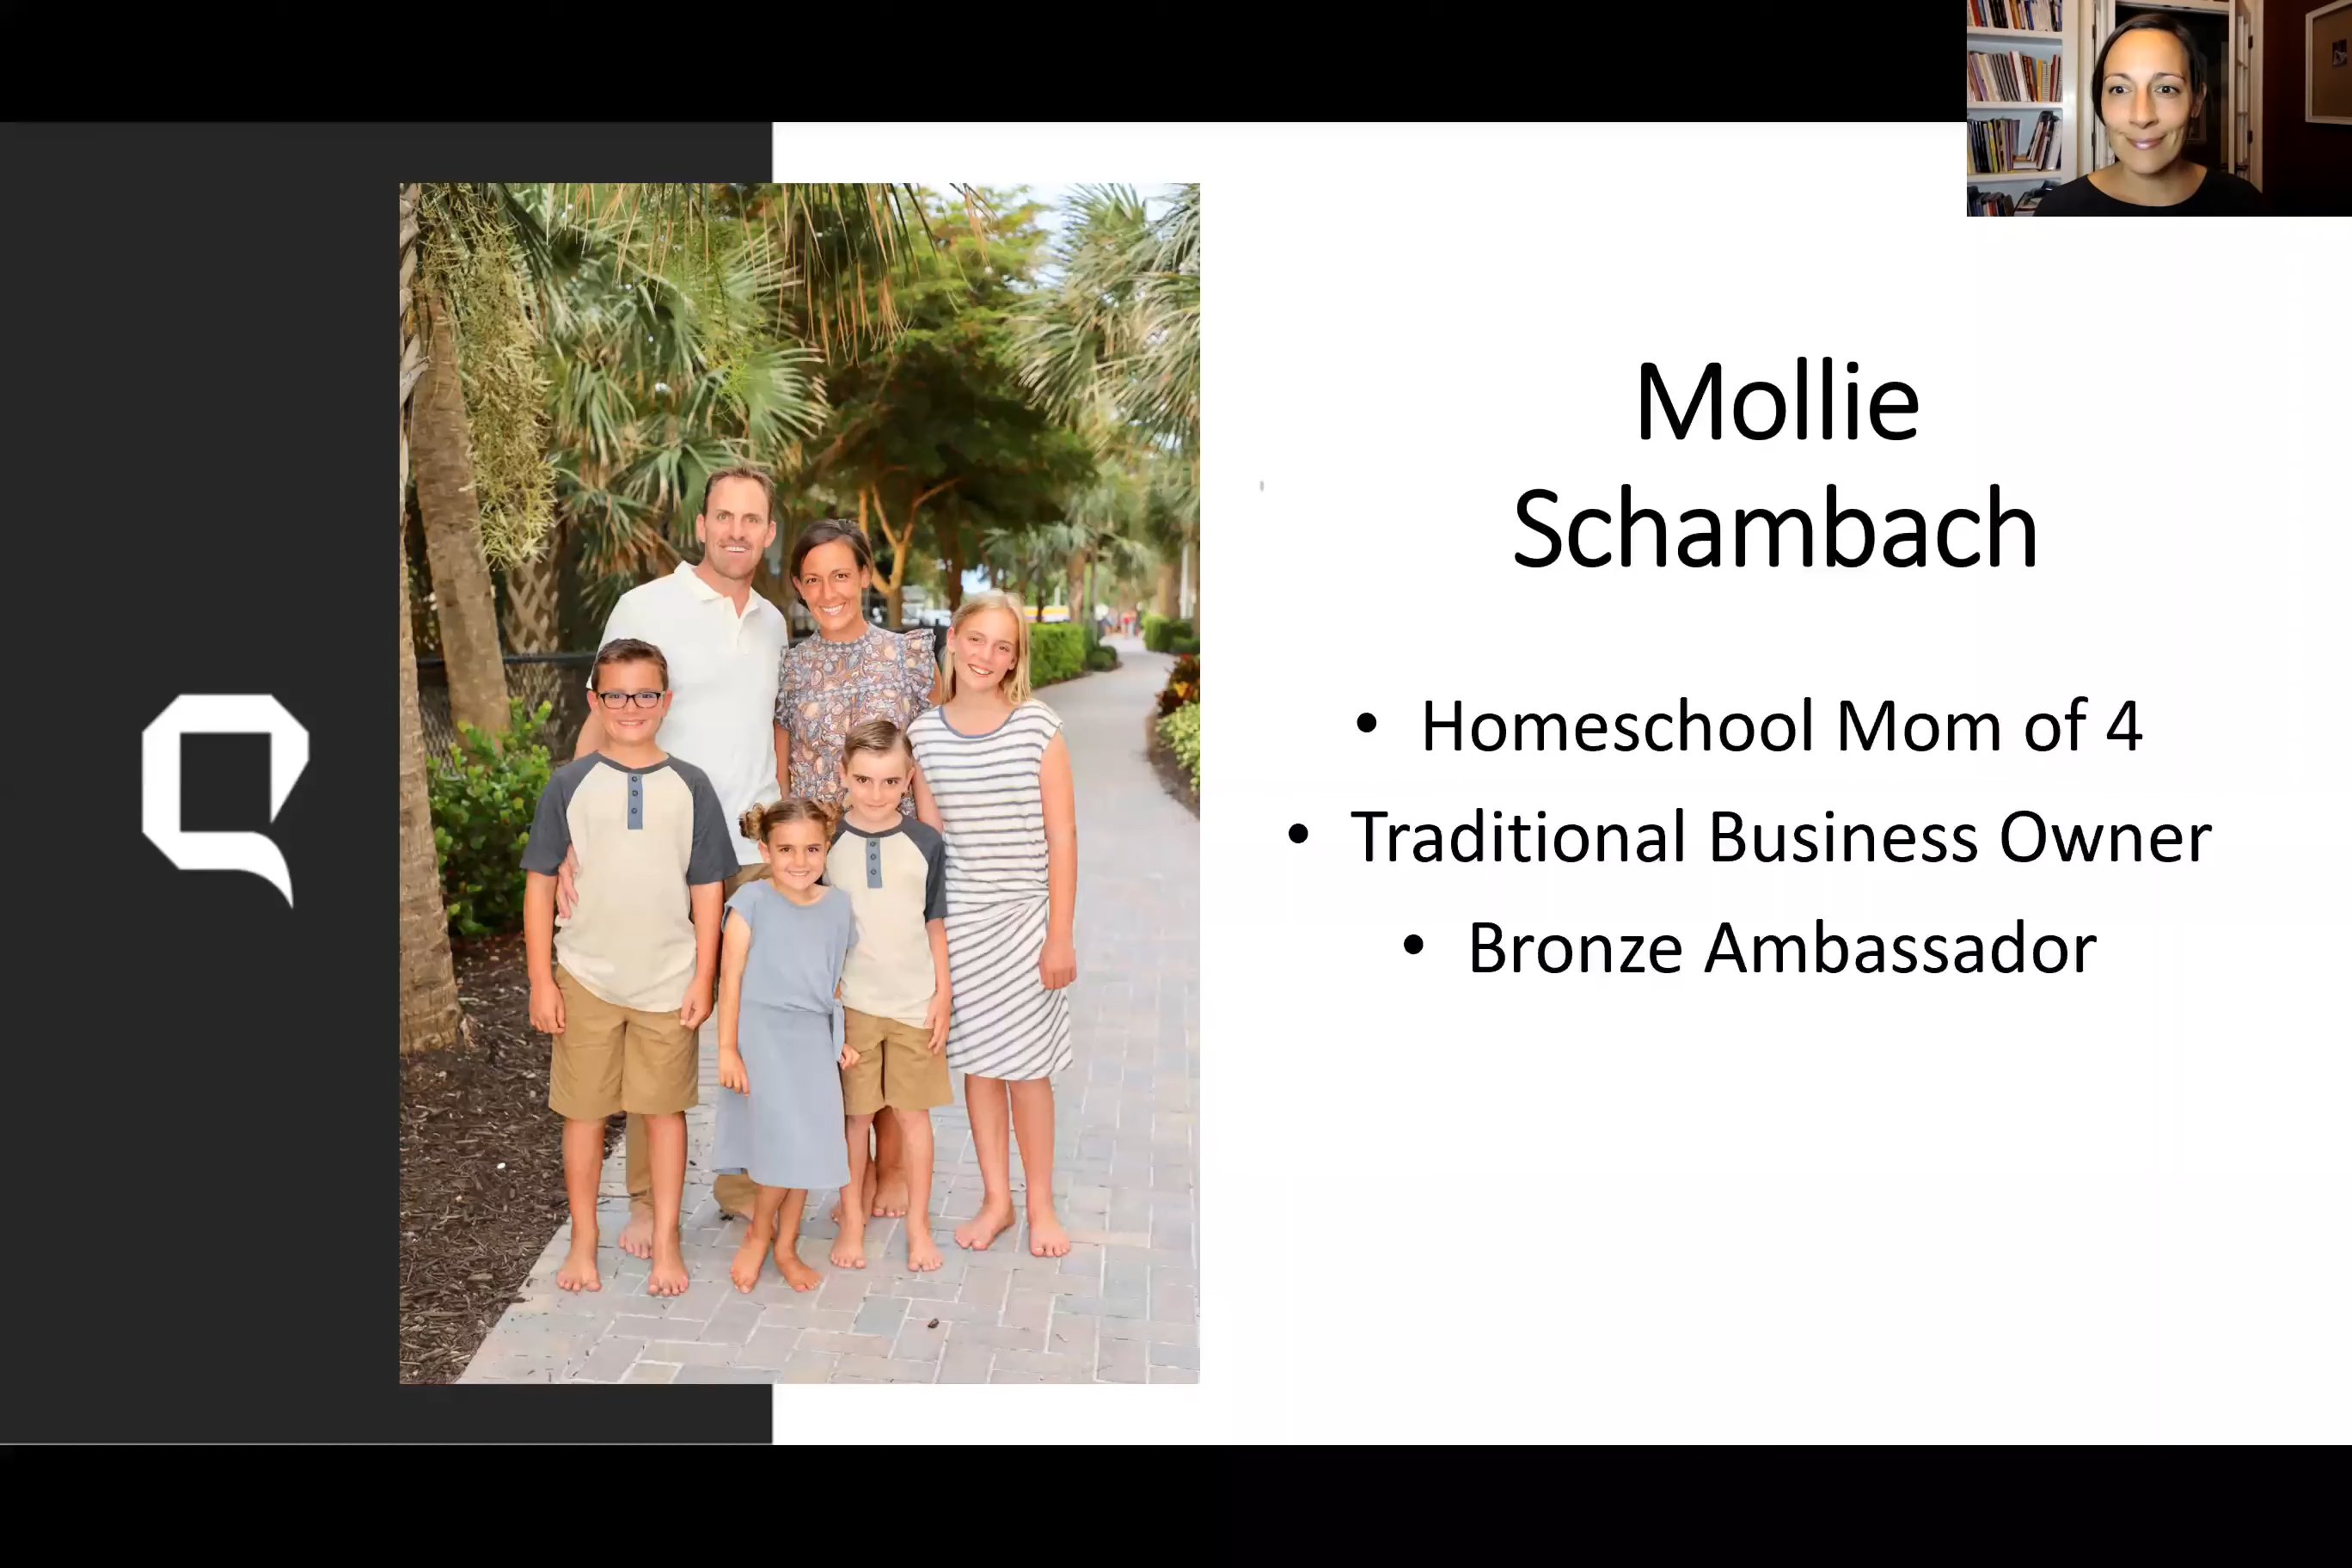 Mollie
Schambach
• Homeschool Mom of 4
• Traditional Business Owner
• Bronze Ambassador